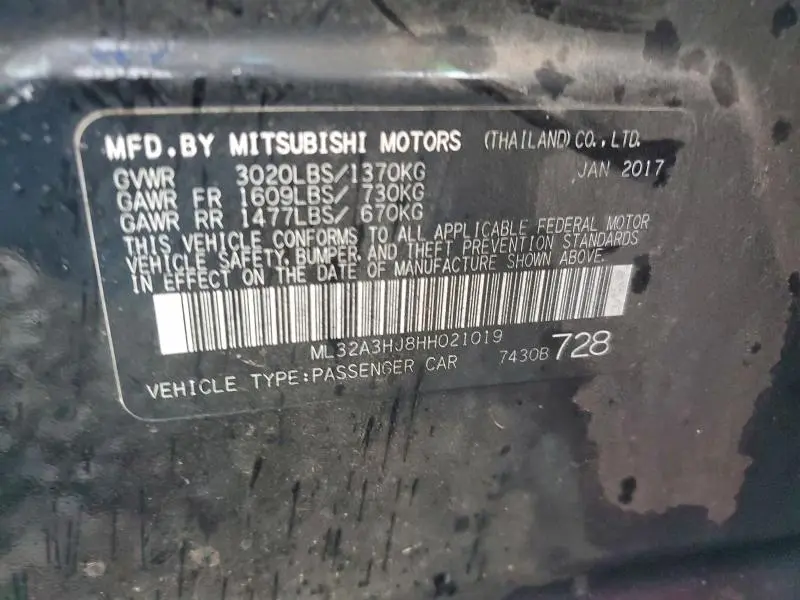 MFD.BY MITSUBISHI MOTORS (THAILAND)CO.,LTD.
GVWR 3020LBS/1370KG JAN 2017
GAWR FR 1609LBS/ 730KG
GAWR RR 1477LBS/ 670KG
THIS VEHICLE CONFORMS TO ALL APPLICABLE FEDERAL MOTOR
VEHICLE SAFETY,BUMPER,AND THEFT PREVENTION STANDARDS
IN EFFECT ON THE DATE OF MANUFACTURE SHOWN ABOVE.
ML32A3HJ8HH021019
VEHICLE TYPE:PASSENGER CAR 7430B 728